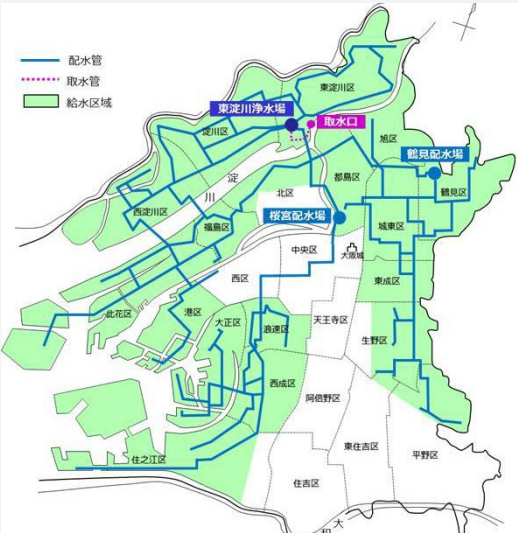 配水管
取水管
給水区域
東淀川区
東淀川浄水場
取水口
淀川区
旭区
鶴見配水場
都島区
鶴見区
淀
川
北区
西淀川区
福島区
桜宮配水場
城東区
中央区
大阪城
西区
東成区
此花区
港区
大正区
浪速区
天王寺区
生野区
西成区
阿倍野区
東住吉区
平野区
住之江区
住吉区
大
和